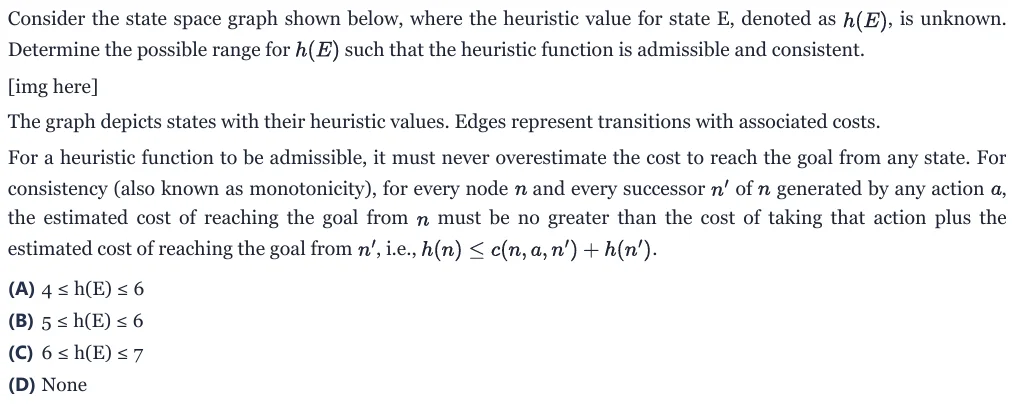 Consider the state space graph shown below, where the heuristic value for state E, denoted as h(E), is unknown.
Determine the possible range for h(E) such that the heuristic function is admissible and consistent.
[img here]
The graph depicts states with their heuristic values. Edges represent transitions with associated costs.
For a heuristic function to be admissible, it must never overestimate the cost to reach the goal from any state. For
consistency (also known as monotonicity), for every node n and every successor n′ of n generated by any action a,
the estimated cost of reaching the goal from n must be no greater than the cost of taking that action plus the
estimated cost of reaching the goal from n′, i.e., h(n) ≤ c(n, a, n′) + h(n′).
(A) 4 ≤ h(E) ≤ 6
(B) 5 ≤ h(E) ≤ 6
(C) 6 ≤ h(E) ≤ 7
(D) None